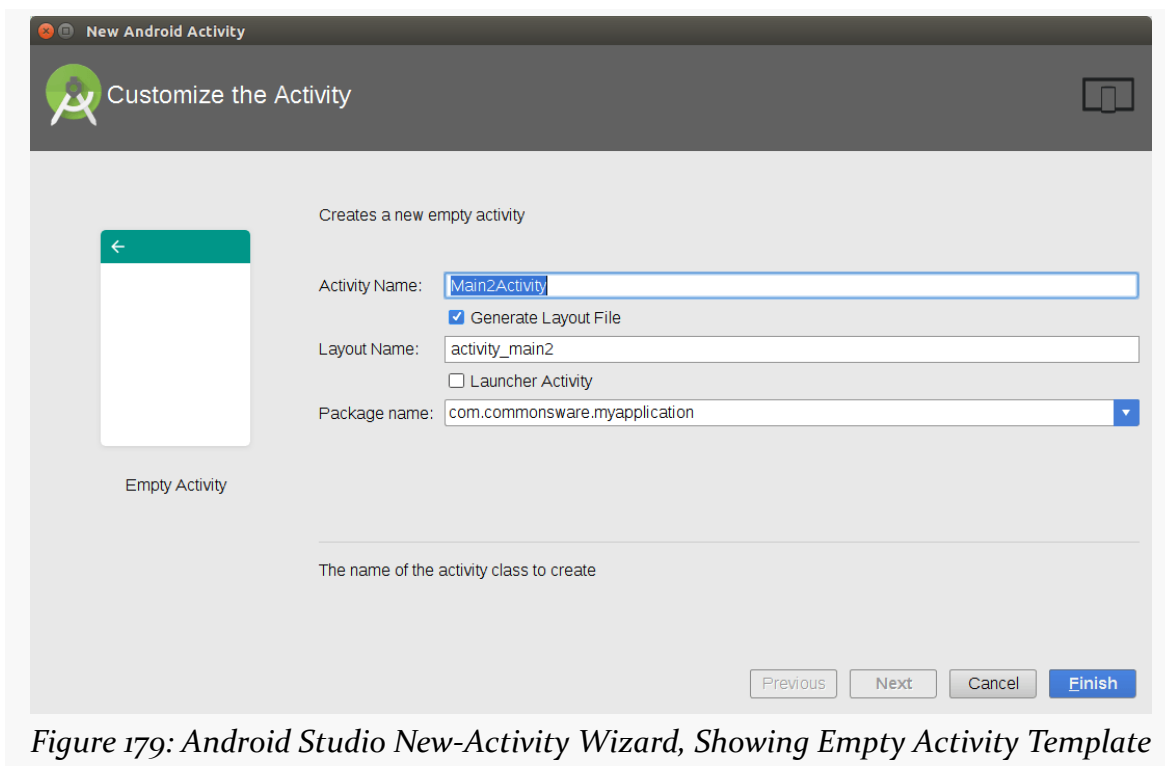 New Android Activity
Customize the Activity
Creates a new empty activity
Activity Name: Main2Activity
Generate Layout File
Layout Name: activity_main2
Launcher Activity
Package name: com.commonsware.myapplication
Empty Activity
The name of the activity class to create
Previous Next Cancel Finish
Figure 179: Android Studio New-Activity Wizard, Showing Empty Activity Template